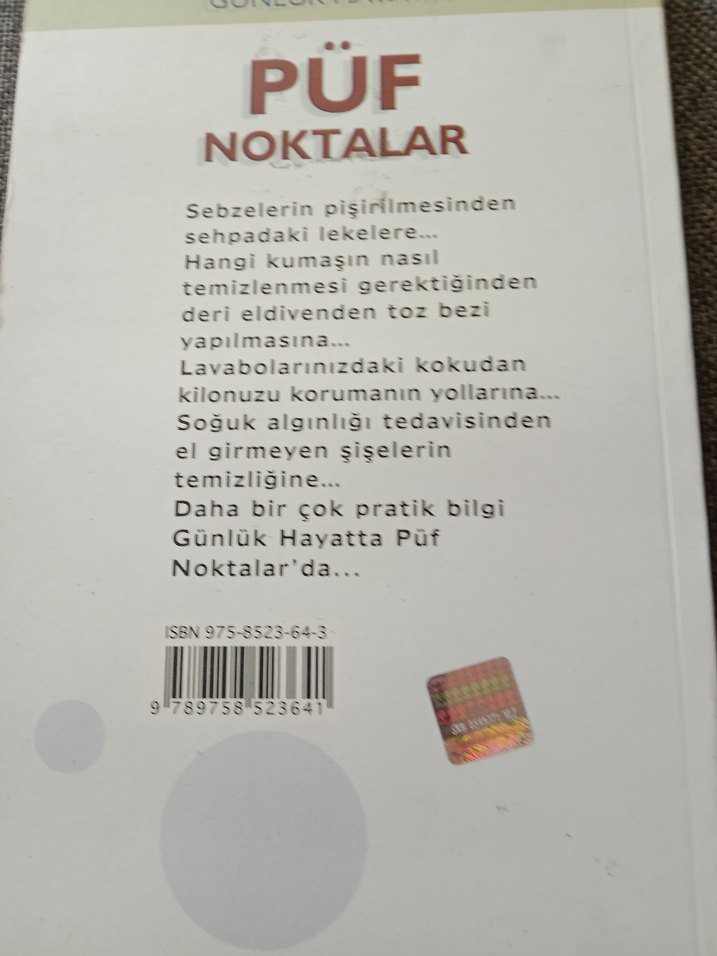 PÜF
NOKTALAR
Sebzelerin pişirilmesinden
sehpadaki lekelere...
Hangi kumaşın nasıl
temizlenmesi gerektiğinden
deri eldivenden toz bezi
yapılmasına...
Lavabolarınızdaki kokudan
kilonuzu korumanın yollarına...
Soğuk algınlığı tedavisinden
el girmeyen şişelerin
temizliğine...
Daha bir çok pratik bilgi
Günlük Hayatta Püf
Noktalar'da...
ISBN 975-8523-64-3
9 789758 523641